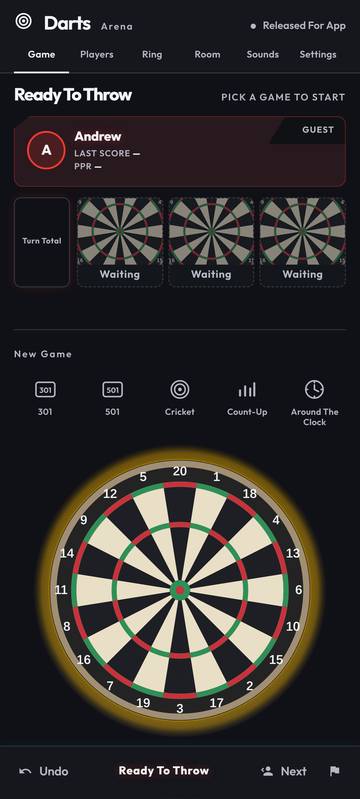 Darts Arena
Released For App
Game Players Ring Room Sounds Settings
Ready To Throw
PICK A GAME TO START
GUEST
A
Andrew
LAST SCORE —
PPR —
Turn Total
Waiting Waiting Waiting
New Game
301 501
301 501 Cricket Count-Up Around The
Clock
20
5 1
12 18
9 4
14 13
11 6
8 10
16 15
7 2
19 17
3
Undo Ready To Throw Next